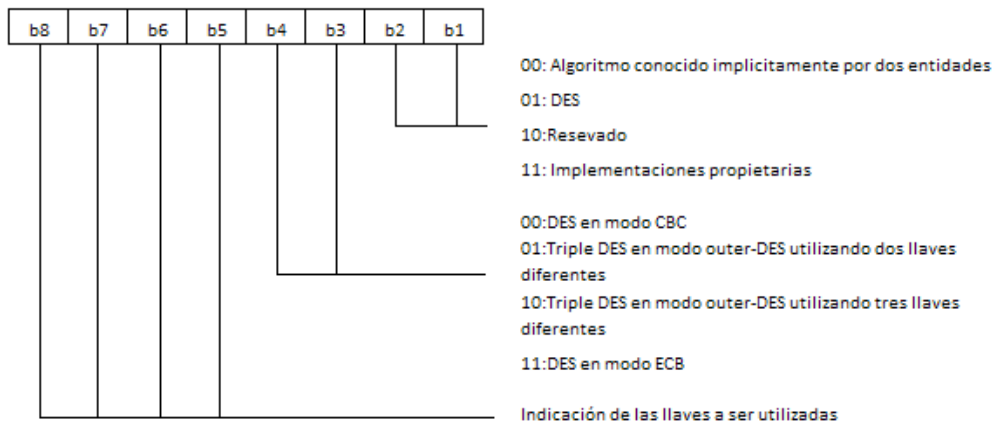 b8 b7 b6 b5 b4 b3 b2 b1
00: Algoritmo conocido implicitamente por dos entidades
01: DES
10:Resevado
11: Implementaciones propietarias
00:DES en modo CBC
01:Triple DES en modo outer-DES utilizando dos llaves
diferentes
10:Triple DES en modo outer-DES utilizando tres llaves
diferentes
11:DES en modo ECB
Indicación de las llaves a ser utilizadas